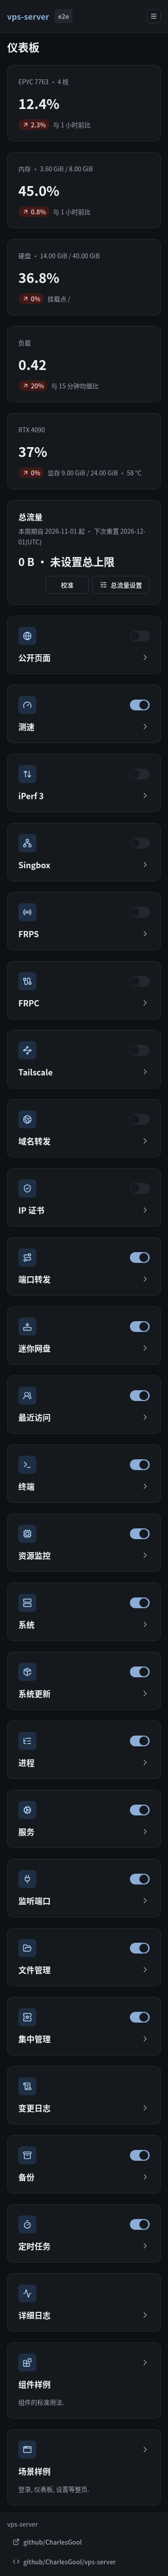 vps-server e2e
仪表板
EPYC 7763 · 4 核
12.4%
2.3% 与 1 小时前比
内存 · 3.60 GiB / 8.00 GiB
45.0%
0.8% 与 1 小时前比
硬盘 · 14.00 GiB / 40.00 GiB
36.8%
0% 挂载点 /
负载
0.42
20% 与 15 分钟均值比
RTX 4090
37%
0% 显存 9.00 GiB / 24.00 GiB · 58 °C
总流量
本周期自 2026-11-01 起 · 下次重置 2026-12-
01(UTC)
0 B · 未设置总上限
校准 总流量设置
公开页面
测速
iPerf 3
Singbox
FRPS
FRPC
Tailscale
域名转发
IP 证书
端口转发
迷你网盘
最近访问
终端
资源监控
系统
系统更新
进程
服务
监听端口
文件管理
集中管理
变更日志
备份
定时任务
详细日志
组件样例
组件的标准用法.
场景样例
登录, 仪表板, 设置等整页.
vps-server
github/CharlesGool
github/CharlesGool/vps-server